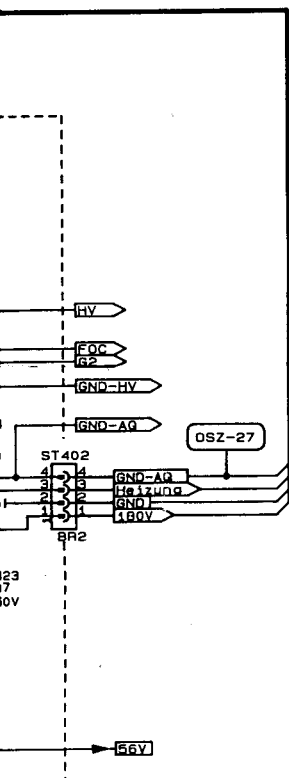 HV
FOC
G2
GND-HV
GND-AQ
OSZ-27
ST402
4 4 GND-AQ
3 3 Heizung
2 2 GND
1 1 180V
BR2
56V